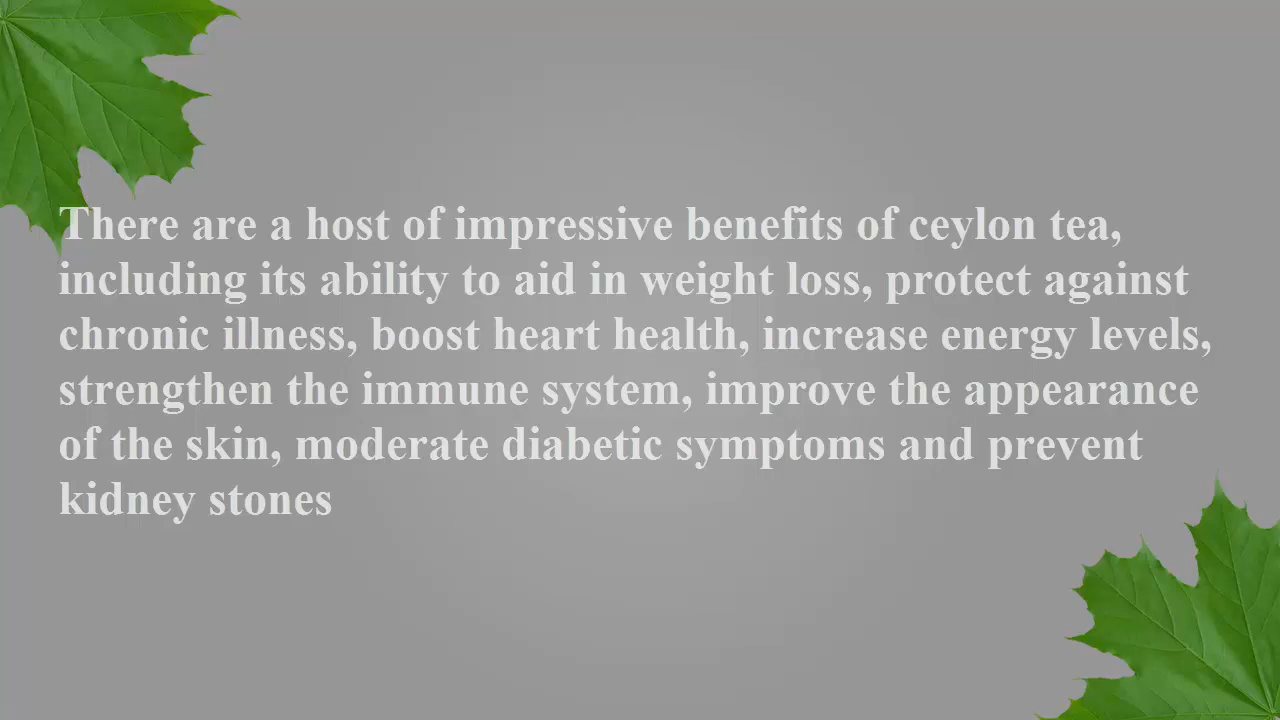 There are a host of impressive benefits of ceylon tea,
including its ability to aid in weight loss, protect against
chronic illness, boost heart health, increase energy levels,
strengthen the immune system, improve the appearance
of the skin, moderate diabetic symptoms and prevent
kidney stones